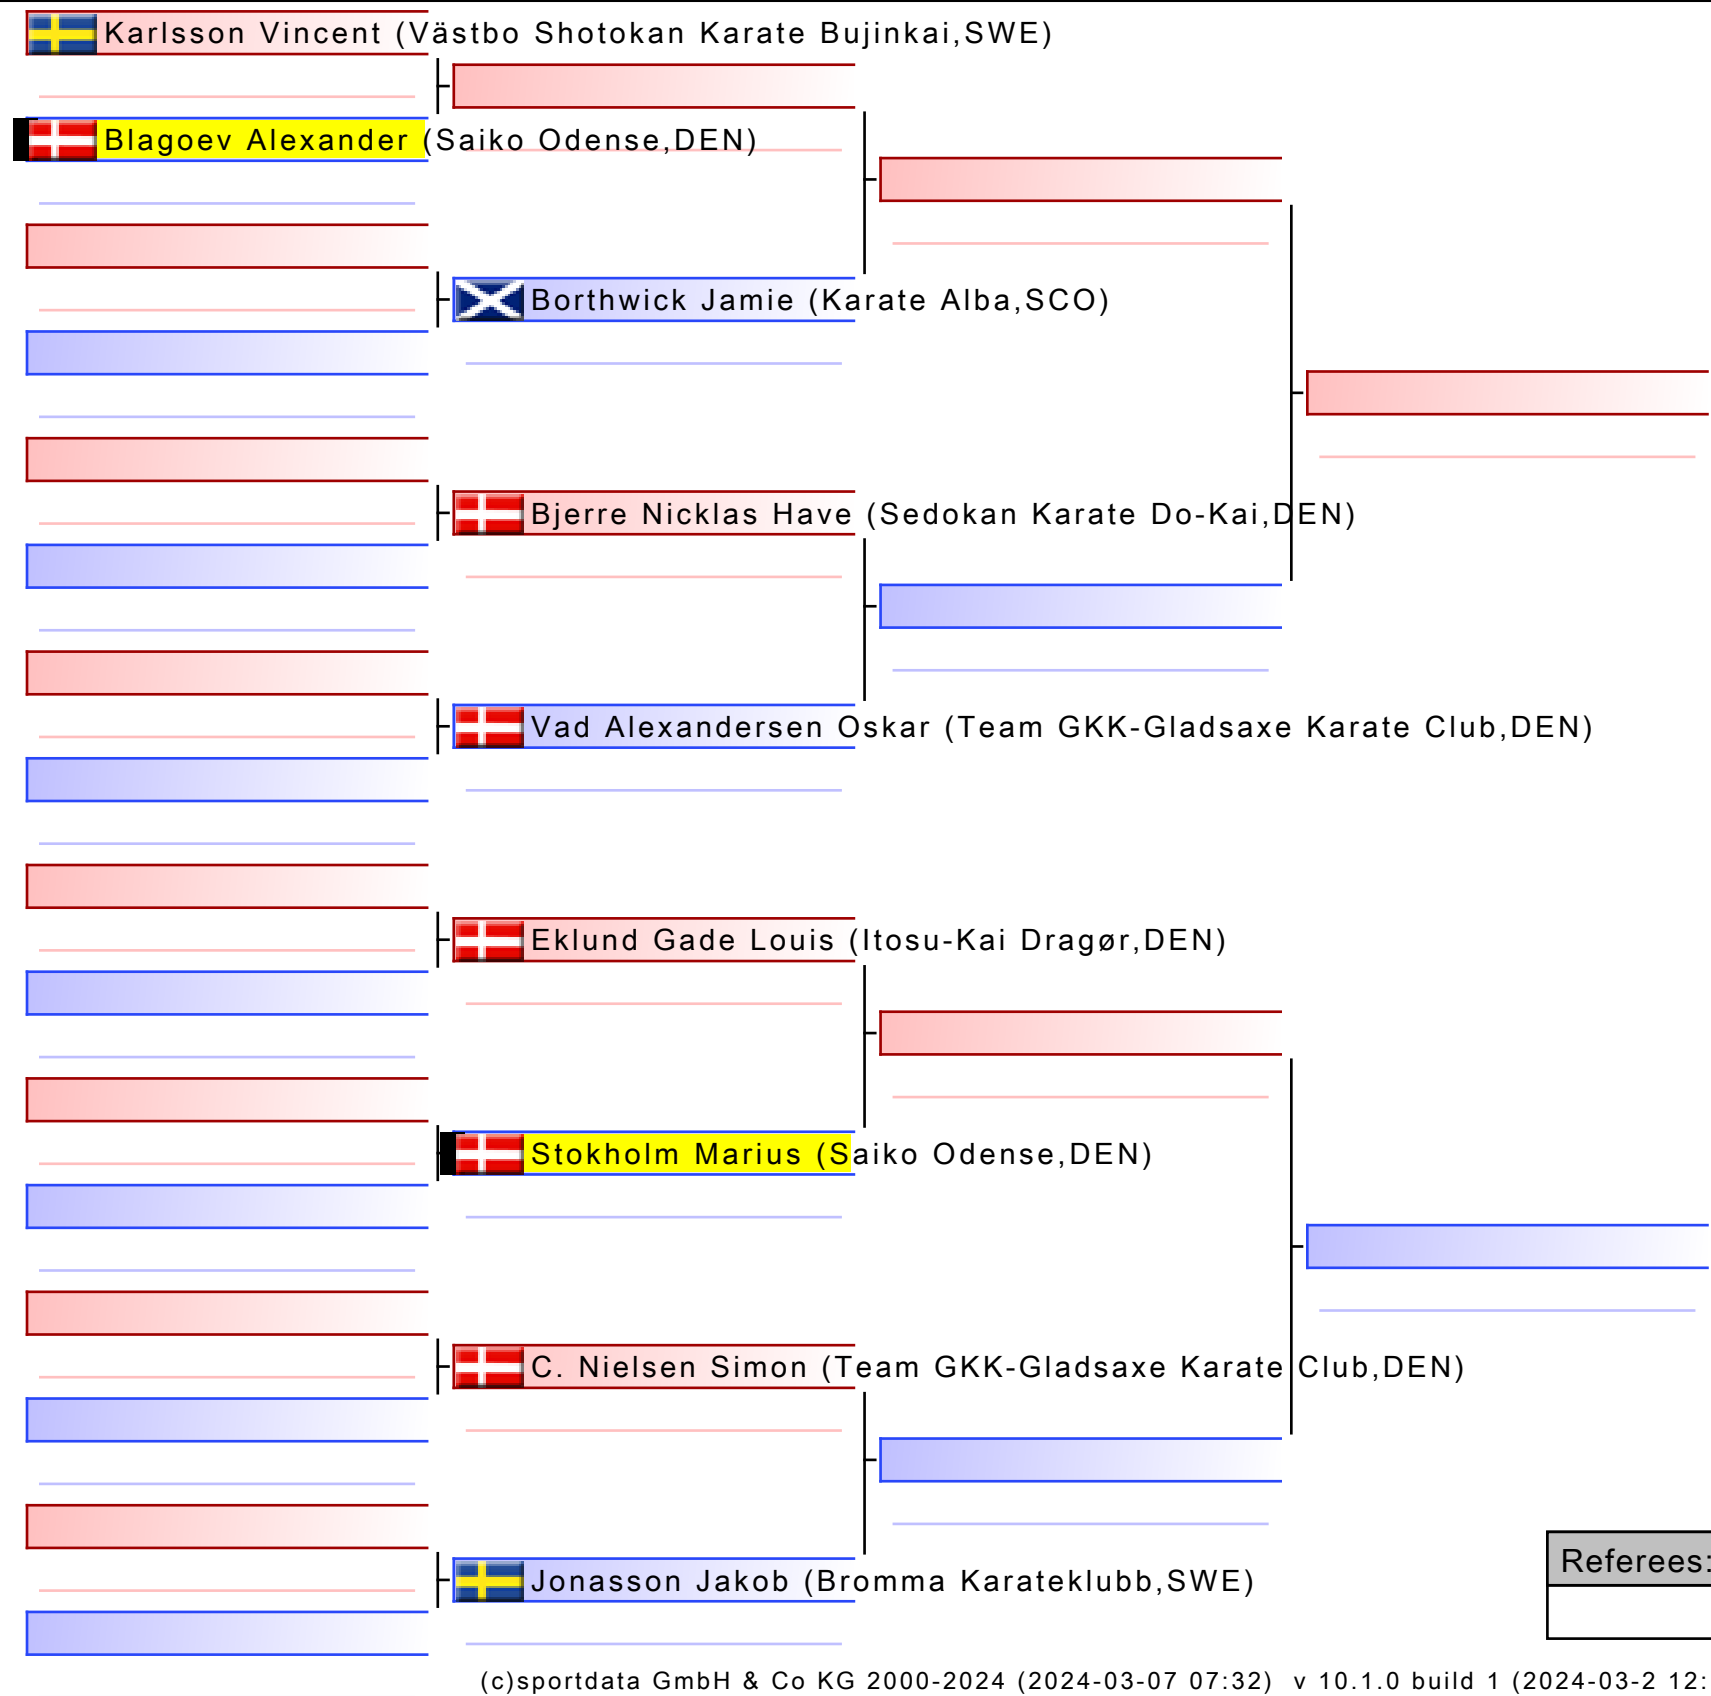 Karlsson Vincent (Västbo Shotokan Karate Bujinkai,SWE)
Blagoev Alexander (Saiko Odense,DEN)
Borthwick Jamie (Karate Alba,SCO)
Bjerre Nicklas Have (Sedokan Karate Do-Kai,DEN)
Vad Alexandersen Oskar (Team GKK-Gladsaxe Karate Club,DEN)
Eklund Gade Louis (Itosu-Kai Dragør,DEN)
Stokholm Marius (Saiko Odense,DEN)
C. Nielsen Simon (Team GKK-Gladsaxe Karate Club,DEN)
Jonasson Jakob (Bromma Karateklubb,SWE)
Referees:
(c)sportdata GmbH & Co KG 2000-2024 (2024-03-07 07:32) v 10.1.0 build 1 (2024-03-2 12: